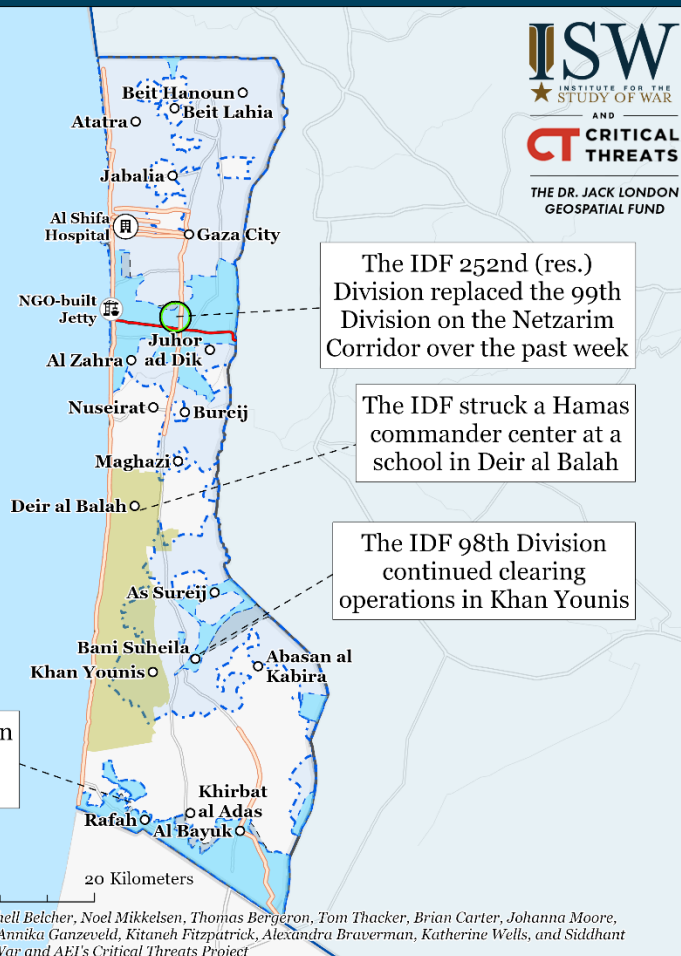 ISW
INSTITUTE FOR THE
STUDY OF WAR
AND
CT CRITICAL
THREATS
THE DR. JACK LONDON
GEOSPATIAL FUND
Beit Hanoun
Beit Lahia
Atatra
Jabalia
Al Shifa
Hospital
Gaza City
The IDF 252nd (res.)
Division replaced the 99th
Division on the Netzarim
Corridor over the past week
NGO-built
Jetty
Juhor
ad Dik
Al Zahra
Nuseirat
Bureij
The IDF struck a Hamas
commander center at a
school in Deir al Balah
Maghazi
Deir al Balah
The IDF 98th Division
continued clearing
operations in Khan Younis
As Sureij
Bani Suheila
Khan Younis
Abasan al
Kabira
n
Khirbat
al Adas
Rafah
Al Bayuk
20 Kilometers
nell Belcher, Noel Mikkelsen, Thomas Bergeron, Tom Thacker, Brian Carter, Johanna Moore,
Annika Ganzeveld, Kitaneh Fitzpatrick, Alexandra Braverman, Katherine Wells, and Siddhant
War and AEI's Critical Threats Project